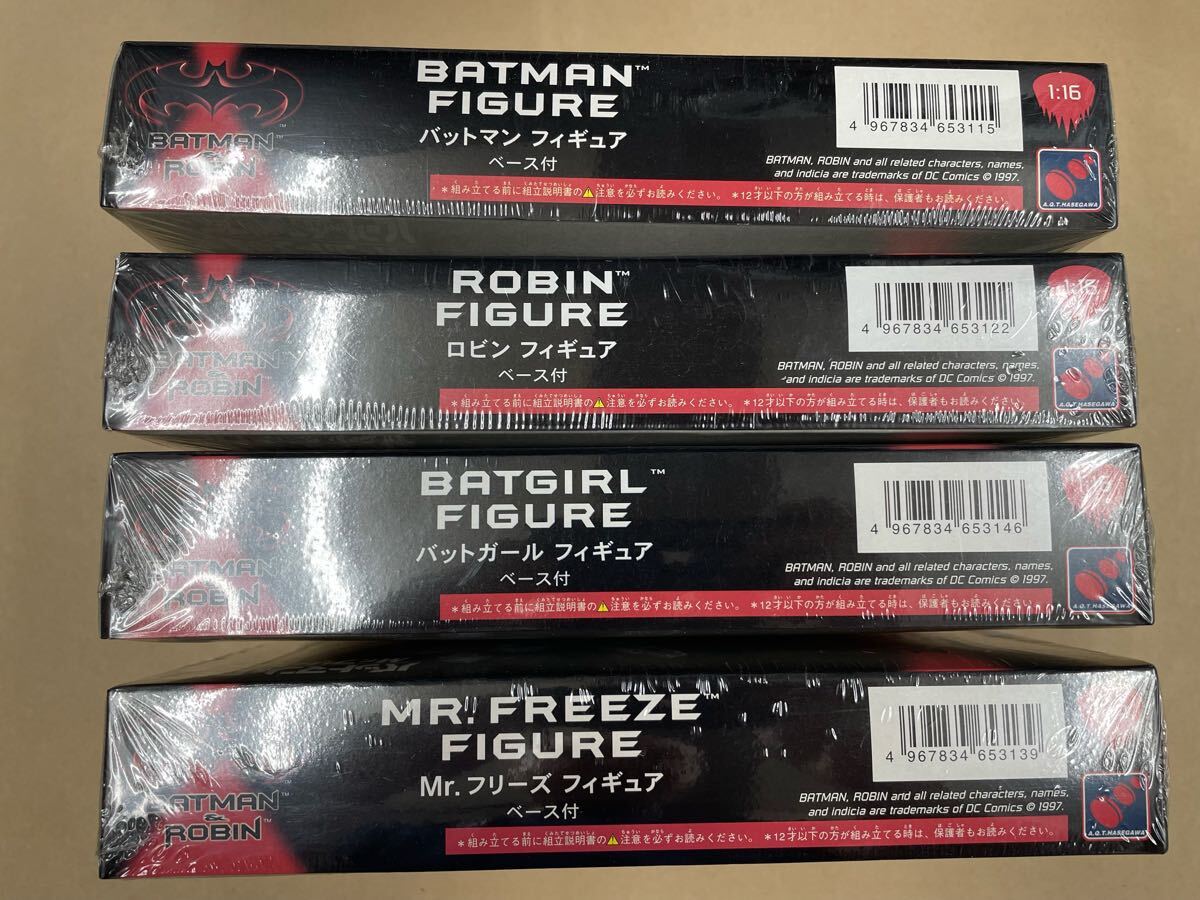 BATMAN
&
ROBIN™
BATMAN™
FIGURE
バットマン フィギュア
ベース付
4 967834 653115
1:16
BATMAN, ROBIN and all related characters, names,
and indicia are trademarks of DC Comics © 1997.
*組み立てる前に組立説明書の⚠注意を必ずお読みください。 *12才以下の方が組み立てる時は、保護者もお読みください。
A.Q.T.HASEGAWA
BATMAN
&
ROBIN
ROBIN™
FIGURE
ロビン フィギュア
ベース付
4 967834 653122
BATMAN, ROBIN and all related characters, names,
and indicia are trademarks of DC Comics © 1997.
*組み立てる前に組立説明書の⚠注意を必ずお読みください。 *12才以下の方が組み立てる時は、保護者もお読みください。
A.Q.T.HASEGAWA
BATMAN
ROBIN
BATGIRL™
FIGURE
バットガール フィギュア
ベース付
4 967834 653146
BATMAN, ROBIN and all related characters, names,
and indicia are trademarks of DC Comics © 1997.
*組み立てる前に組立説明書の⚠注意を必ずお読みください。 *12才以下の方が組み立てる時は、保護者もお読みください。
A.Q.T.HASEGAWA
BATMAN™
&
ROBIN™
MR. FREEZE™
FIGURE
Mr. フリーズ フィギュア
ベース付
4 967834 653139
BATMAN, ROBIN and all related characters, names,
and indicia are trademarks of DC Comics © 1997.
*組み立てる前に組立説明書の⚠注意を必ずお読みください。 *12才以下の方が組み立てる時は、保護者もお読みください。
A.Q.T.HASEGAWA